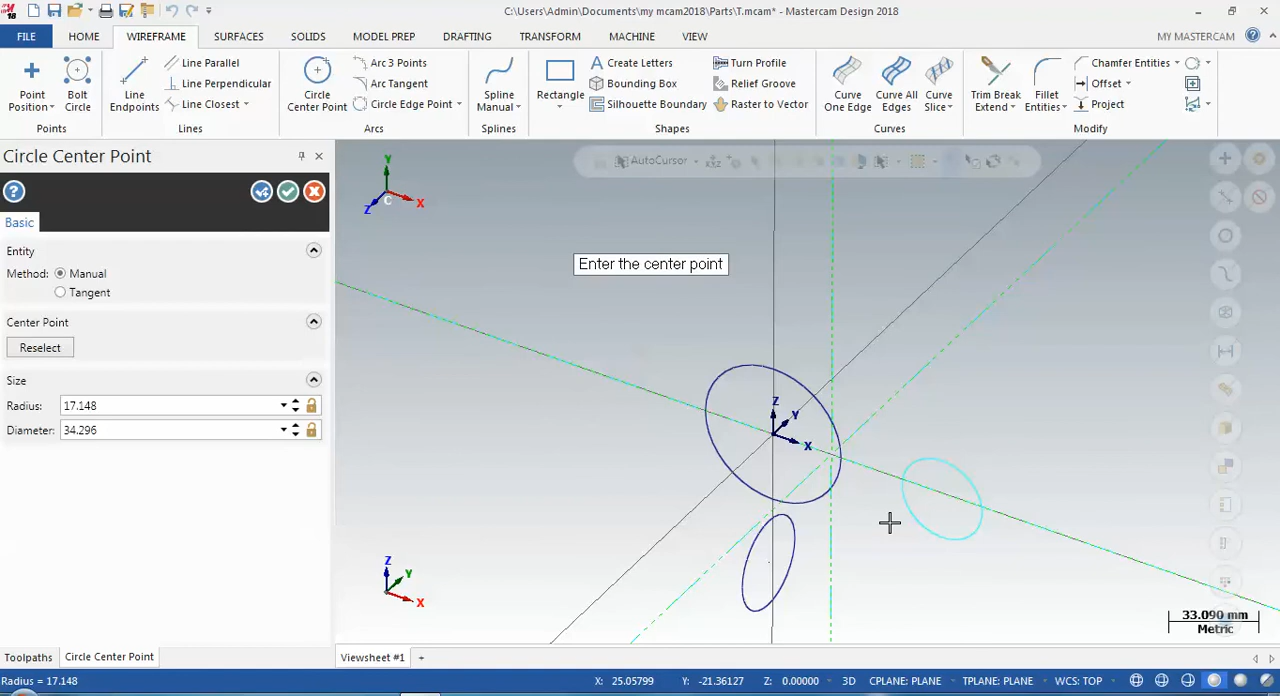 18
C:\Users\Admin\Documents\my mcam2018\Parts\T.mcam* - Mastercam Design 2018
FILE HOME WIREFRAME SURFACES SOLIDS MODEL PREP DRAFTING TRANSFORM MACHINE VIEW MY MASTERCAM
Point Position
Bolt Circle
Points
Line Endpoints
Line Parallel
Line Perpendicular
Line Closest
Lines
Circle Center Point
Arc 3 Points
Arc Tangent
Circle Edge Point
Arcs
Spline Manual
Splines
Rectangle
Create Letters
Bounding Box
Silhouette Boundary
Turn Profile
Relief Groove
Raster to Vector
Shapes
Curve One Edge
Curve All Edges
Curve Slice
Curves
Trim Break Extend
Fillet Entities
Chamfer Entities
Offset
Project
Modify
Circle Center Point
Basic
Entity
Method: Manual
Tangent
Center Point
Reselect
Size
Radius: 17.148
Diameter: 34.296
AutoCursor
XYZ
Y
X
Z
C
Enter the center point
Z
Y
X
Z
Y
X
33.090 mm
Metric
Toolpaths Circle Center Point Viewsheet #1 +
Radius = 17.148 X: 25.05799 Y: -21.36127 Z: 0.00000 3D CPLANE: PLANE TPLANE: PLANE WCS: TOP